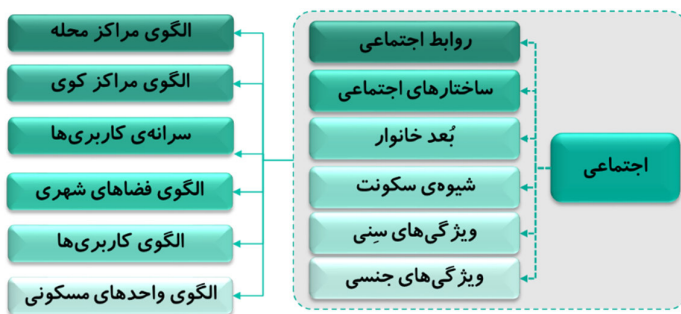 اجتماعی
روابط اجتماعی
ساختارهای اجتماعی
بُعد خانوار
شیوه‌ی سکونت
ویژگی‌های سِنی
ویژگی‌های جنسی
الگوی مراکز محله
الگوی مراکز کوی
سرانه‌ی کاربری‌ها
الگوی فضاهای شهری
الگوی کاربری‌ها
الگوی واحدهای مسکونی